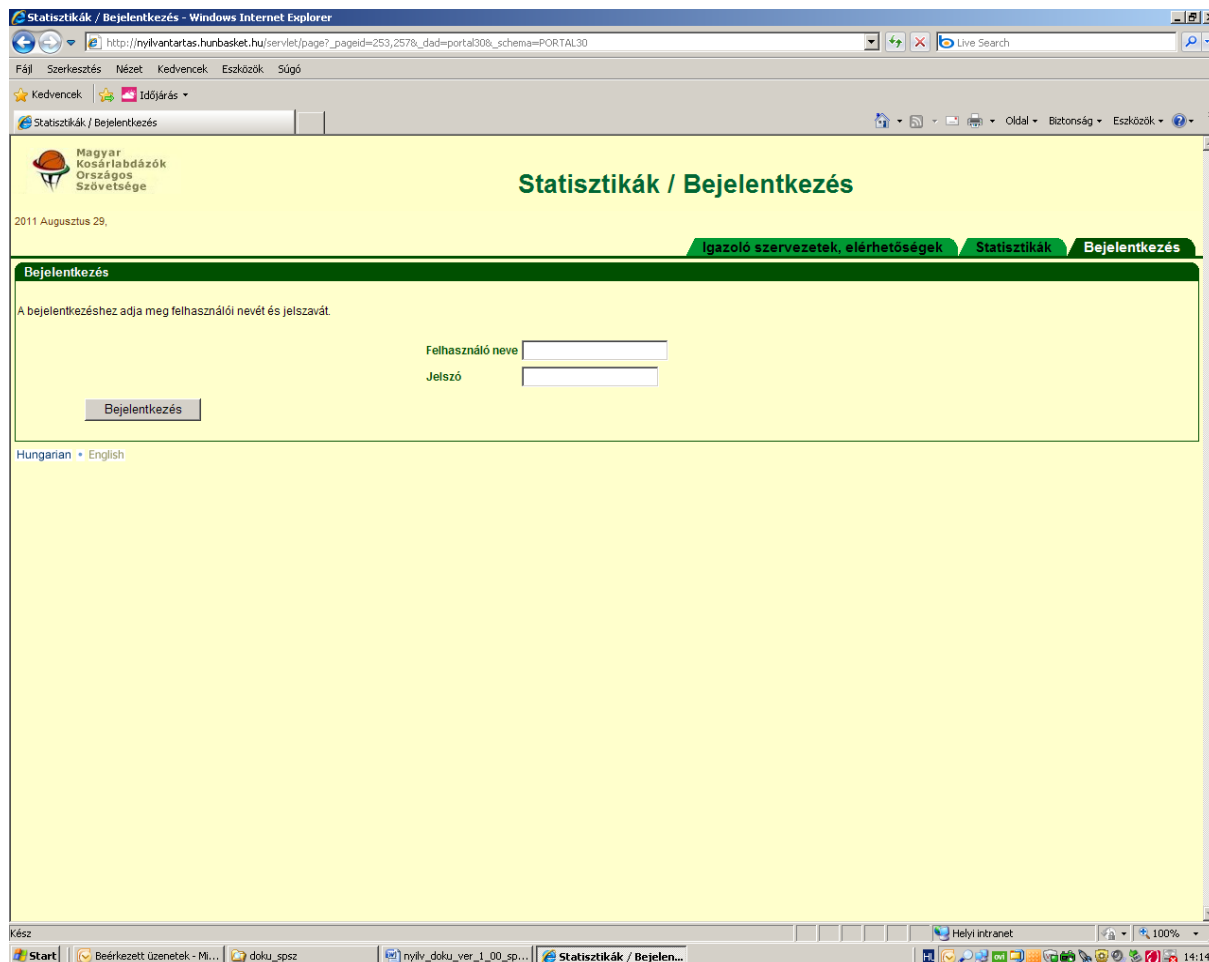 Statisztikák / Bejelentkezés - Windows Internet Explorer
http://nyilvantartas.hunbasket.hu/servlet/page?_pageid=253,257&_dad=portal30&_schema=PORTAL30
Live Search
Fájl Szerkesztés Nézet Kedvencek Eszközök Súgó
Kedvencek Időjárás
Statisztikák / Bejelentkezés
Oldal Biztonság Eszközök
Magyar
Kosárlabdázók
Országos
Szövetsége
Statisztikák / Bejelentkezés
2011 Augusztus 29,
Igazoló szervezetek, elérhetőségek Statisztikák Bejelentkezés
Bejelentkezés
A bejelentkezéshez adja meg felhasználói nevét és jelszavát.
Felhasználó neve
Jelszó
Bejelentkezés
Hungarian • English
Kész
Helyi intranet 100%
Start Beérkezett üzenetek - Mi... doku_spsz nyilv_doku_ver_1_00_sp... Statisztikák / Bejelen... HU 14:14